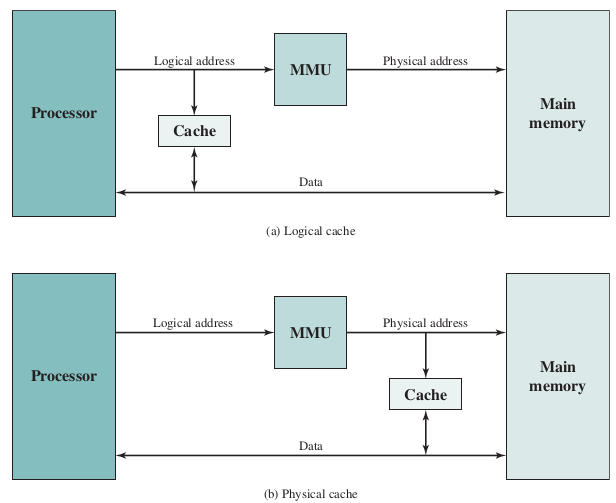 Logical address
MMU
Physical address
Processor
Cache
Main
memory
Data
(a) Logical cache
Logical address
MMU
Physical address
Processor
Cache
Main
memory
Data
(b) Physical cache